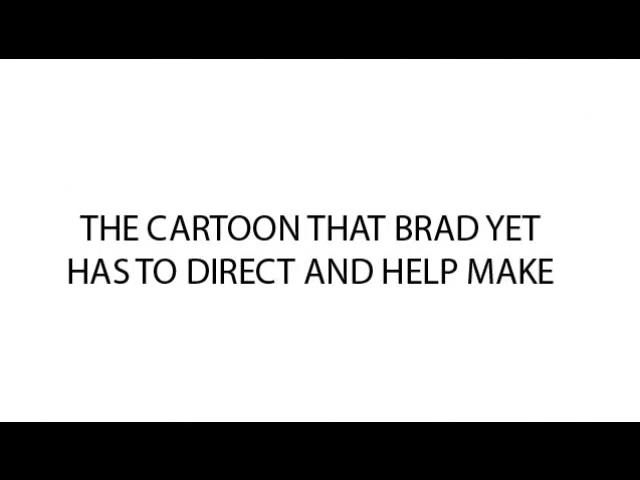 THE CARTOON THAT BRAD YET
HAS TO DIRECT AND HELP MAKE